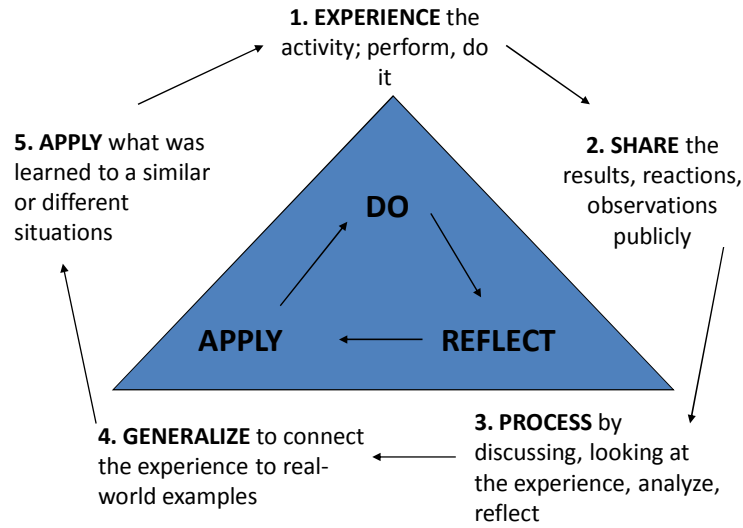 1. EXPERIENCE the
activity; perform, do
it
2. SHARE the
results, reactions,
observations
publicly
3. PROCESS by
discussing, looking at
the experience, analyze,
reflect
4. GENERALIZE to connect
the experience to real-
world examples
5. APPLY what was
learned to a similar
or different
situations
DO
REFLECT
APPLY